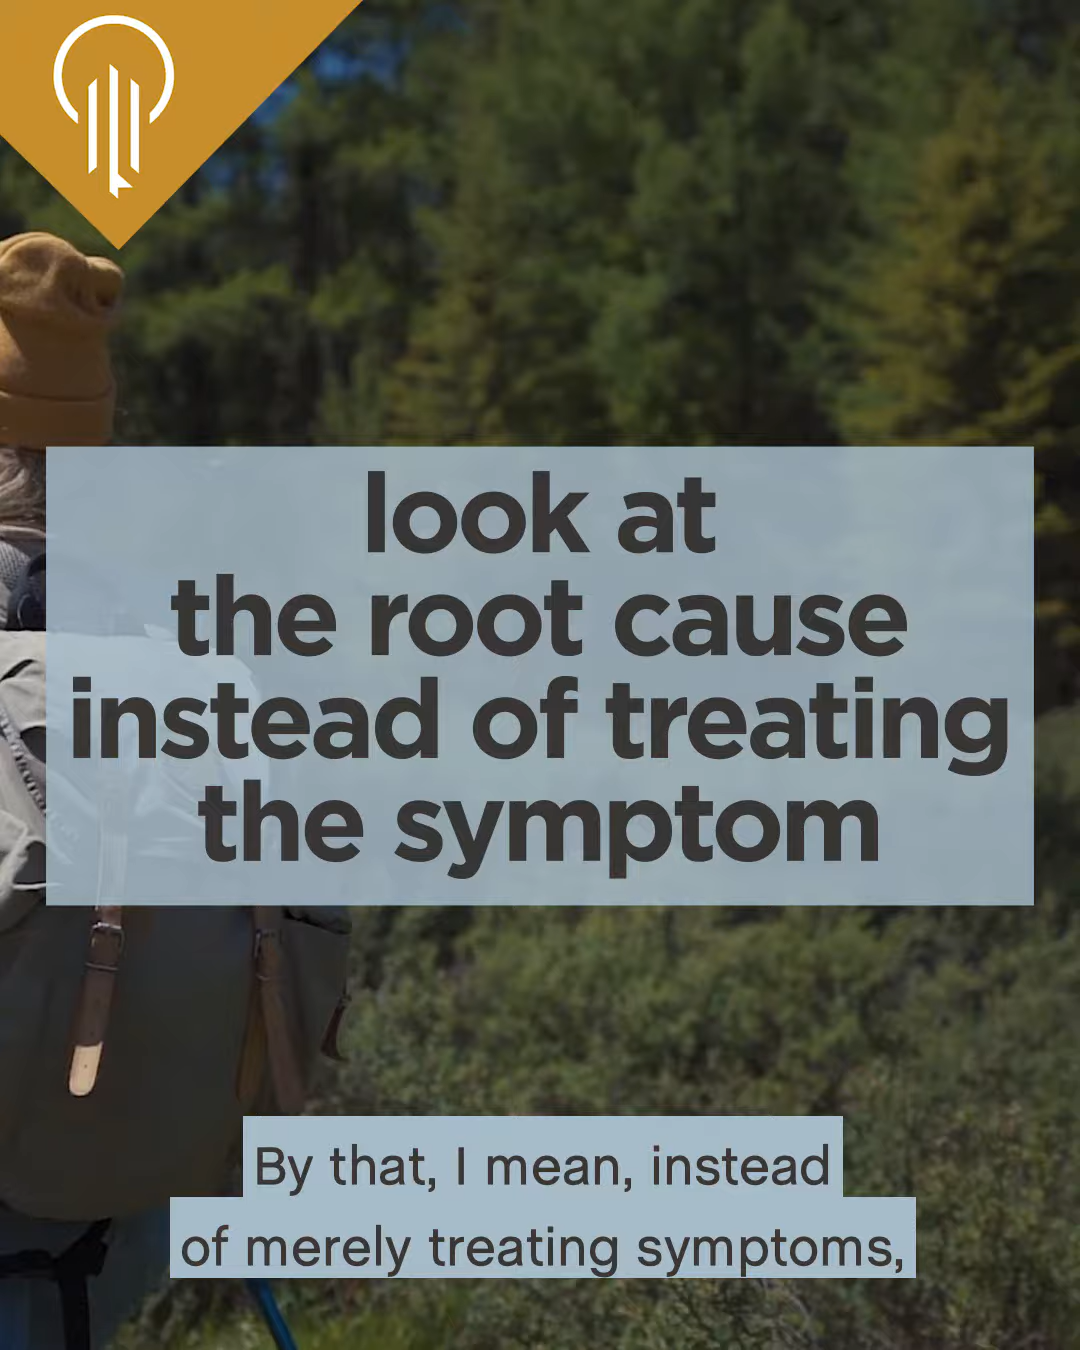 look at
the root cause
instead of treating
the symptom
By that, I mean, instead
of merely treating symptoms,